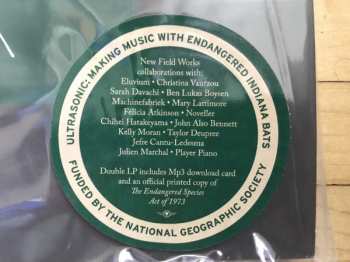 ULTRASONIC: MAKING MUSIC WITH ENDANGERED INDIANA BATS
New Field Works
collaborations with:
Eluvium • Christina Vantzou
Sarah Davachi • Ben Lukas Boysen
Machinefabriek • Mary Lattimore
Felicia Atkinson • Noveller
Chihei Hatakeyama • John Also Bennett
Kelly Moran • Taylor Deupree
Jefre Cantu-Ledesma
Julien Marchal • Player Piano
Double LP includes Mp3 download card
and an official printed copy of
The Endangered Species
Act of 1973
FUNDED BY THE NATIONAL GEOGRAPHIC SOCIETY